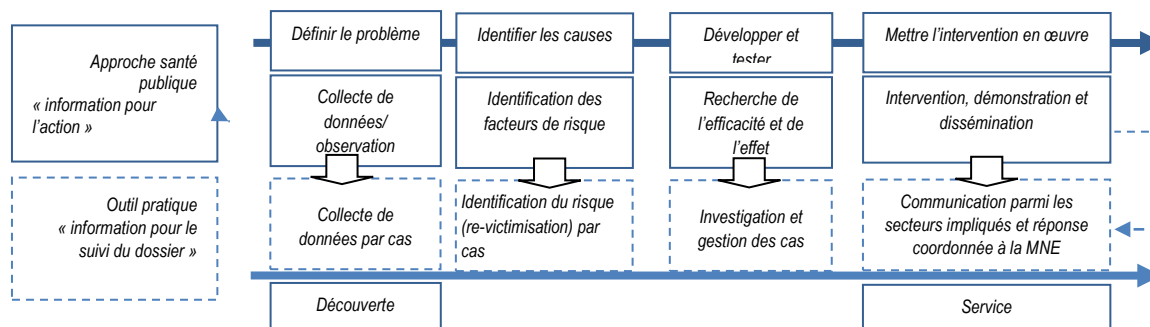 Approche santé
publique
« information pour
l'action »
Définir le problème
Identifier les causes
Développer et
tester
Mettre l'intervention en œuvre
Collecte de
données/
observation
Identification des
facteurs de risque
Recherche de
l'efficacité et de
l'effet
Intervention, démonstration et
dissémination
Outil pratique
« information pour le
suivi du dossier »
Collecte de
données par cas
Identification du risque
(re-victimisation) par
cas
Investigation et
gestion des cas
Communication parmi les
secteurs impliqués et réponse
coordonnée à la MNE
Découverte
Service